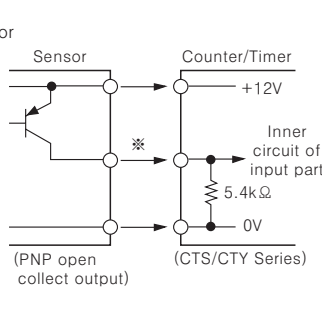 or
Sensor
Counter/Timer
+12V
※
Inner
circuit of
input part
5.4kΩ
0V
(PNP open
collect output)
(CTS/CTY Series)